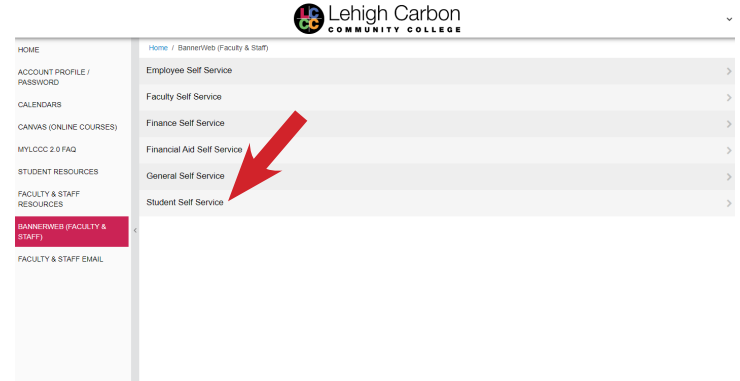 LC
CC
Lehigh Carbon
COMMUNITY COLLEGE
HOME
ACCOUNT PROFILE /
PASSWORD
CALENDARS
CANVAS (ONLINE COURSES)
MYLCCC 2.0 FAQ
STUDENT RESOURCES
FACULTY & STAFF
RESOURCES
BANNERWEB (FACULTY &
STAFF)
FACULTY & STAFF EMAIL
Home / BannerWeb (Faculty & Staff)
Employee Self Service
Faculty Self Service
Finance Self Service
Financial Aid Self Service
General Self Service
Student Self Service